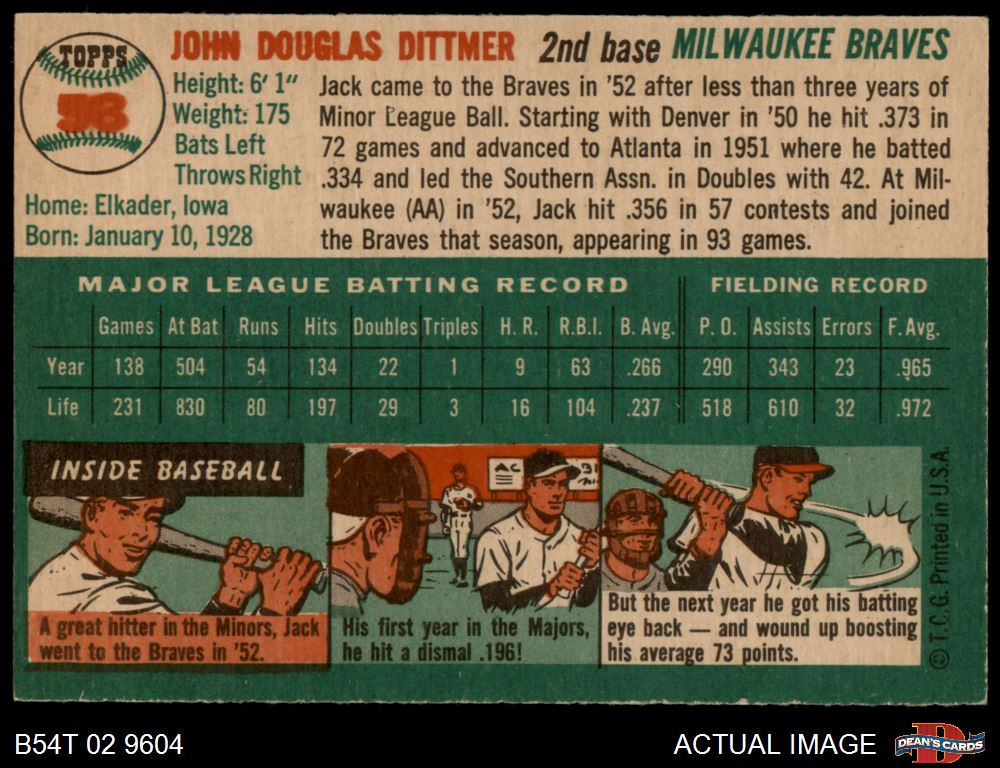 TOPPS
JOHN DOUGLAS DITTMER 2nd base MILWAUKEE BRAVES
Height: 6' 1"
Weight: 175
Bats Left
Throws Right
Home: Elkader, Iowa
Born: January 10, 1928
Jack came to the Braves in '52 after less than three years of
Minor League Ball. Starting with Denver in '50 he hit .373 in
72 games and advanced to Atlanta in 1951 where he batted
.334 and led the Southern Assn. in Doubles with 42. At Mil-
waukee (AA) in '52, Jack hit .356 in 57 contests and joined
the Braves that season, appearing in 93 games.
MAJOR LEAGUE BATTING RECORD FIELDING RECORD
Games At Bat Runs Hits Doubles Triples H. R. R.B.I. B. Avg. P. O. Assists Errors F. Avg.
Year 138 504 54 134 22 1 9 63 .266 290 343 23 .965
Life 231 830 80 197 29 3 16 104 .237 518 610 32 .972
INSIDE BASEBALL
A great hitter in the Minors, Jack
went to the Braves in '52.
AC
BI
His first year in the Majors,
he hit a dismal .196!
But the next year he got his batting
eye back — and wound up boosting
his average 73 points.
© T. C. G. Printed in U.S.A.
B54T 02 9604
ACTUAL IMAGE
D
DEAN'S CARDS